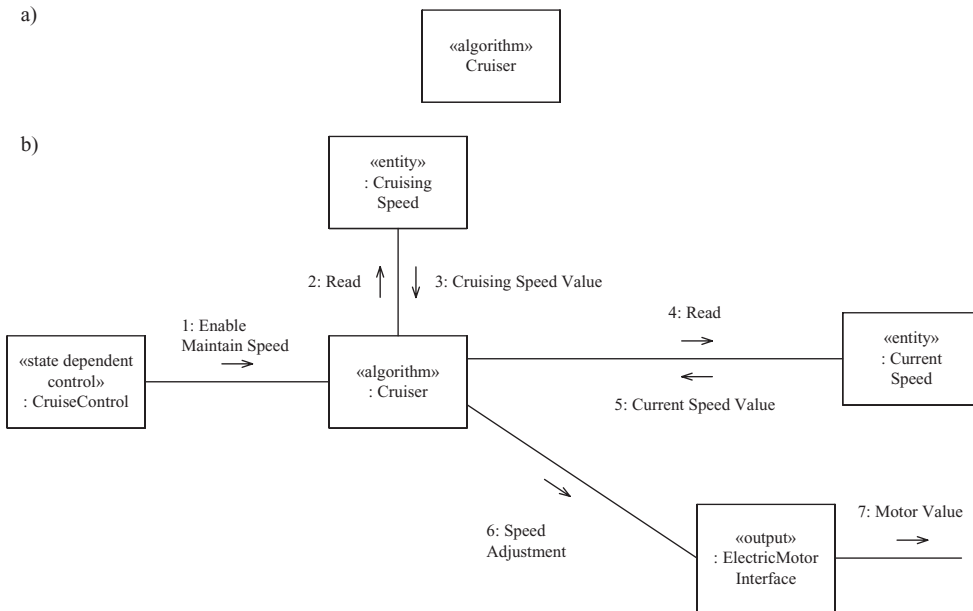 a)
«algorithm»
Cruiser
b)
«entity»
: Cruising
Speed
2: Read
3: Cruising Speed Value
1: Enable
Maintain Speed
4: Read
«state dependent
control»
: CruiseControl
«algorithm»
: Cruiser
«entity»
: Current
Speed
5: Current Speed Value
6: Speed
Adjustment
«output»
: ElectricMotor
Interface
7: Motor Value